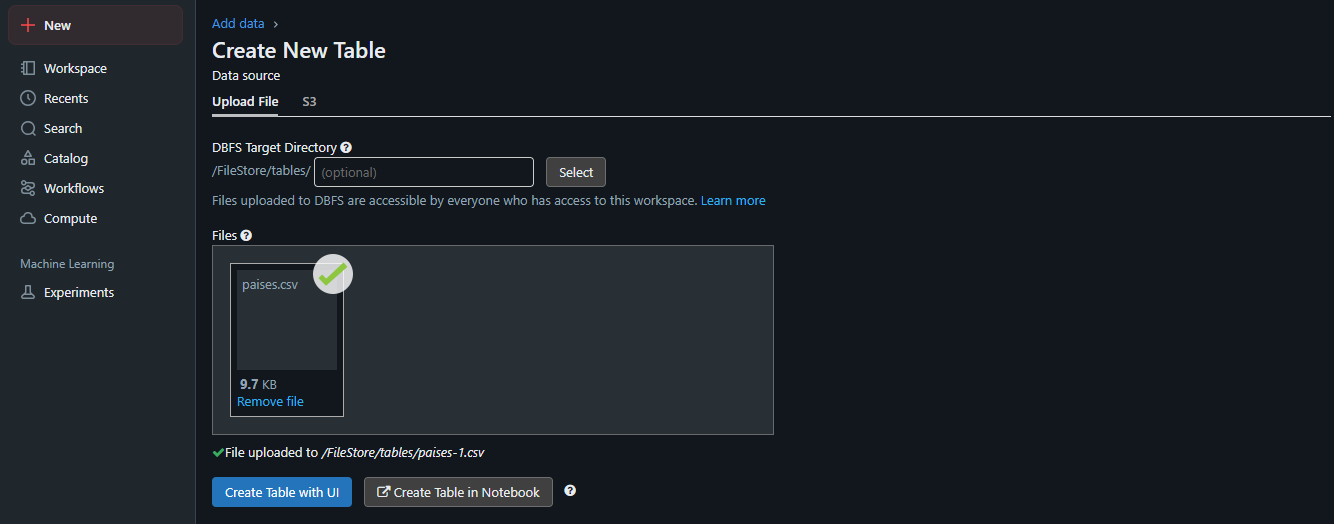 New
Workspace
Recents
Search
Catalog
Workflows
Compute
Machine Learning
Experiments
Add data ›
Create New Table
Data source
Upload File S3
DBFS Target Directory ?
/FileStore/tables/ (optional) Select
Files uploaded to DBFS are accessible by everyone who has access to this workspace. Learn more
Files ?
paises.csv
9.7 KB
Remove file
File uploaded to /FileStore/tables/paises-1.csv
Create Table with UI Create Table in Notebook ?